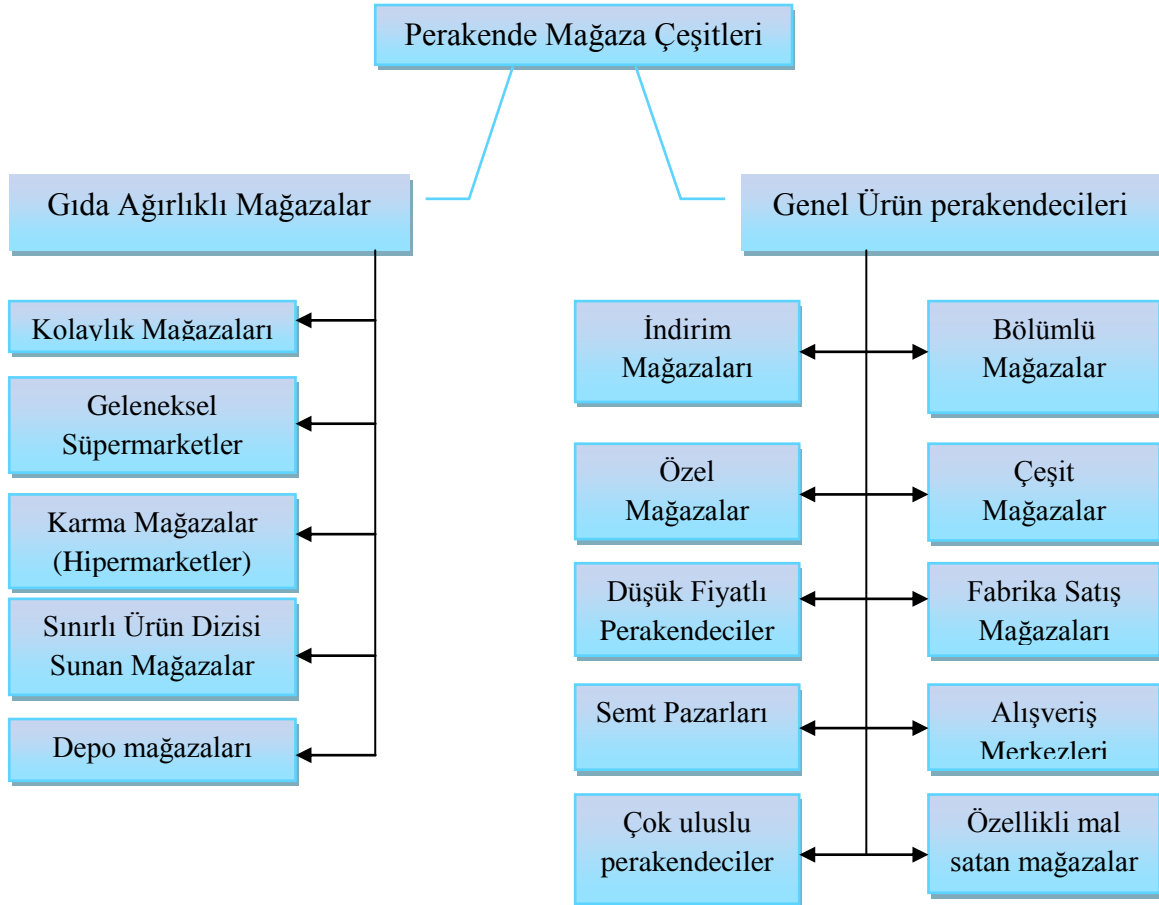 Perakende Mağaza Çeşitleri
Gıda Ağırlıklı Mağazalar
Genel Ürün perakendecileri
Kolaylık Mağazaları
Geleneksel
Süpermarketler
Karma Mağazalar
(Hipermarketler)
Sınırlı Ürün Dizisi
Sunan Mağazalar
Depo mağazaları
İndirim
Mağazaları
Bölümlü
Mağazalar
Özel
Mağazalar
Çeşit
Mağazalar
Düşük Fiyatlı
Perakendeciler
Fabrika Satış
Mağazaları
Semt Pazarları
Alışveriş
Merkezleri
Çok uluslu
perakendeciler
Özellikli mal
satan mağazalar